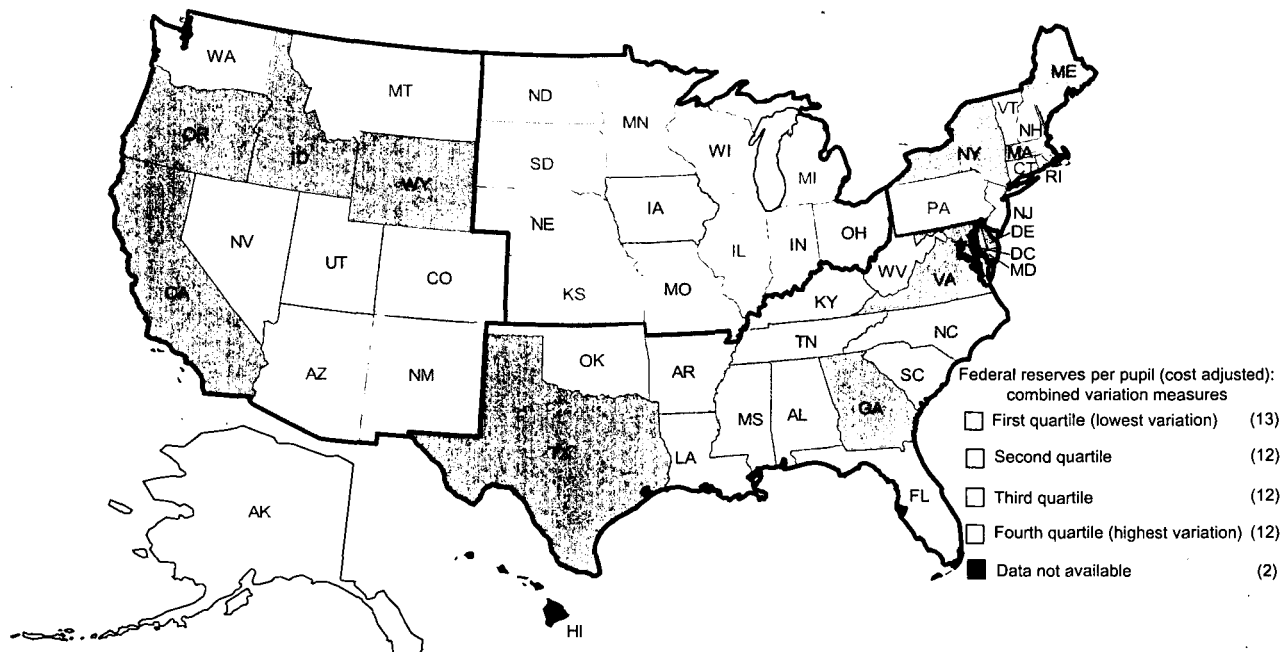 WA
MT
ND
MN
ME
VT
NH
OR
ID
WY
SD
WI
MI
NY
MA
CT
RI
NV
UT
CO
NE
IA
IL
IN
OH
PA
NJ
DE
DC
MD
CA
KS
MO
KY
WV
VA
AZ
NM
OK
AR
TN
NC
SC
TX
LA
MS
AL
GA
FL
AK
HI
Federal reserves per pupil (cost adjusted):
combined variation measures
First quartile (lowest variation) (13)
Second quartile (12)
Third quartile (12)
Fourth quartile (highest variation) (12)
Data not available (2)